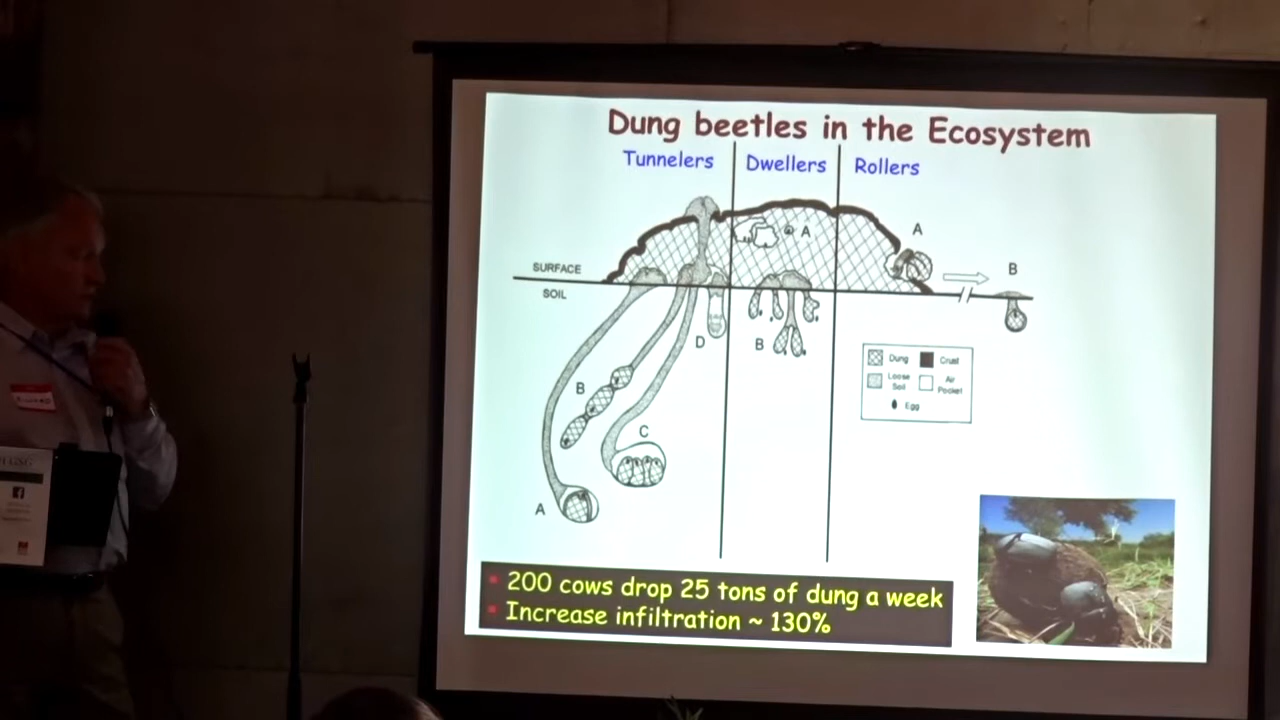 Dung beetles in the Ecosystem
Tunnelers
Dwellers
Rollers
A
A
B
SURFACE
SOIL
D
B
B
C
A
Dung
Crust
Loose Soil
Air Pocket
Egg
200 cows drop 25 tons of dung a week
Increase infiltration ~ 130%